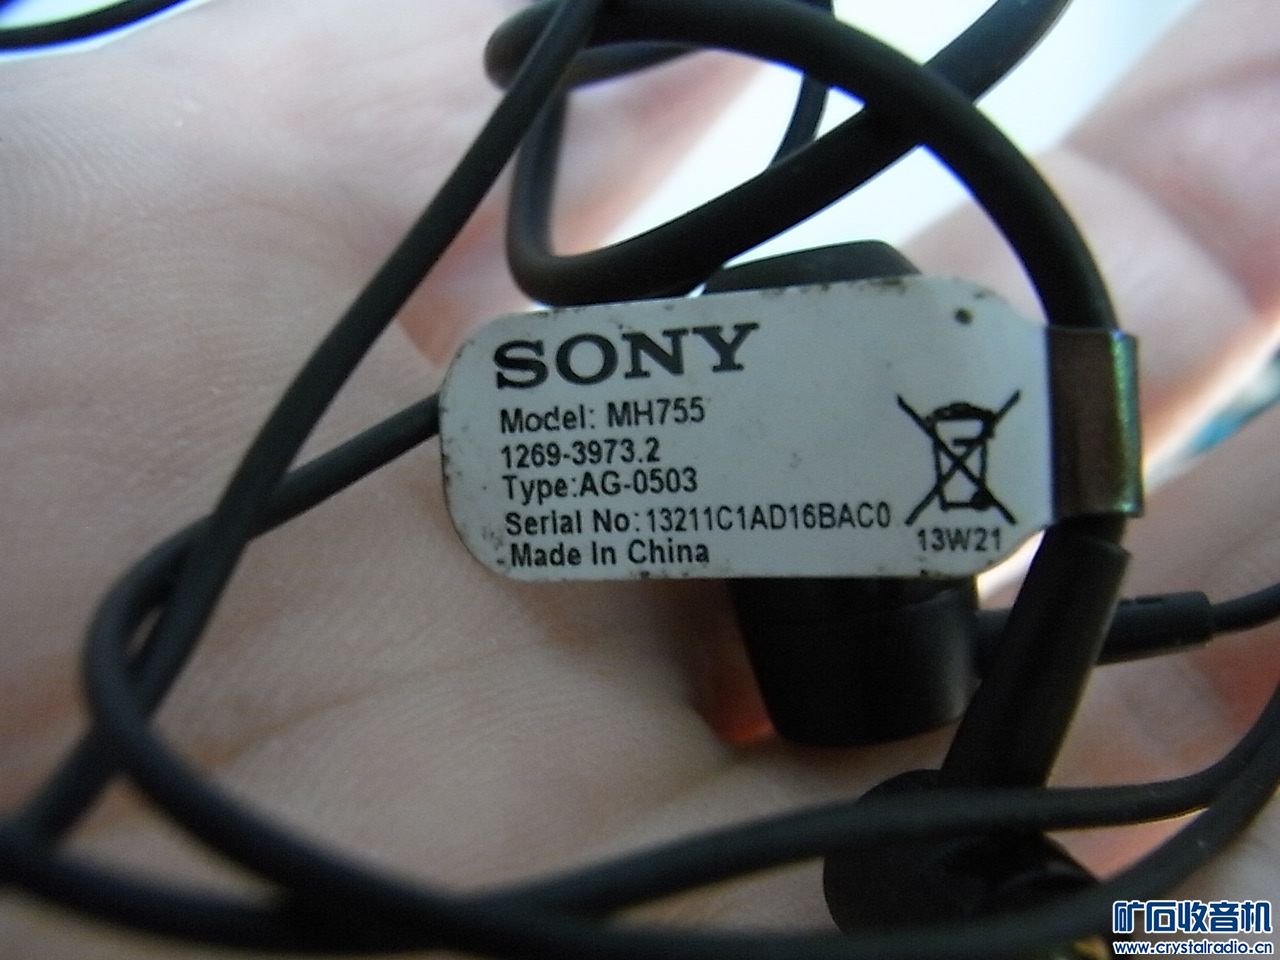 SONY
Model: MH755
1269-3973.2
Type:AG-0503
Serial No:13211C1AD16BAC0
Made In China
13W21
矿石收音机
www.crystalradio.cn